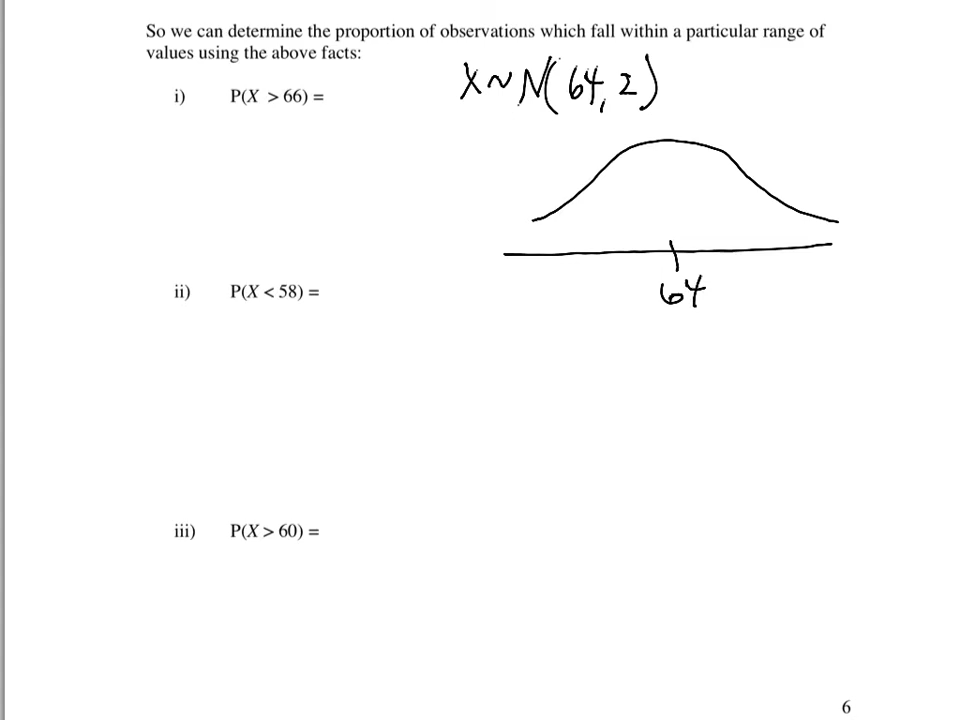 So we can determine the proportion of observations which fall within a particular range of
values using the above facts:
X ~ N(64, 2)
i) P(X > 66) =
64
ii) P(X < 58) =
iii) P(X > 60) =
6